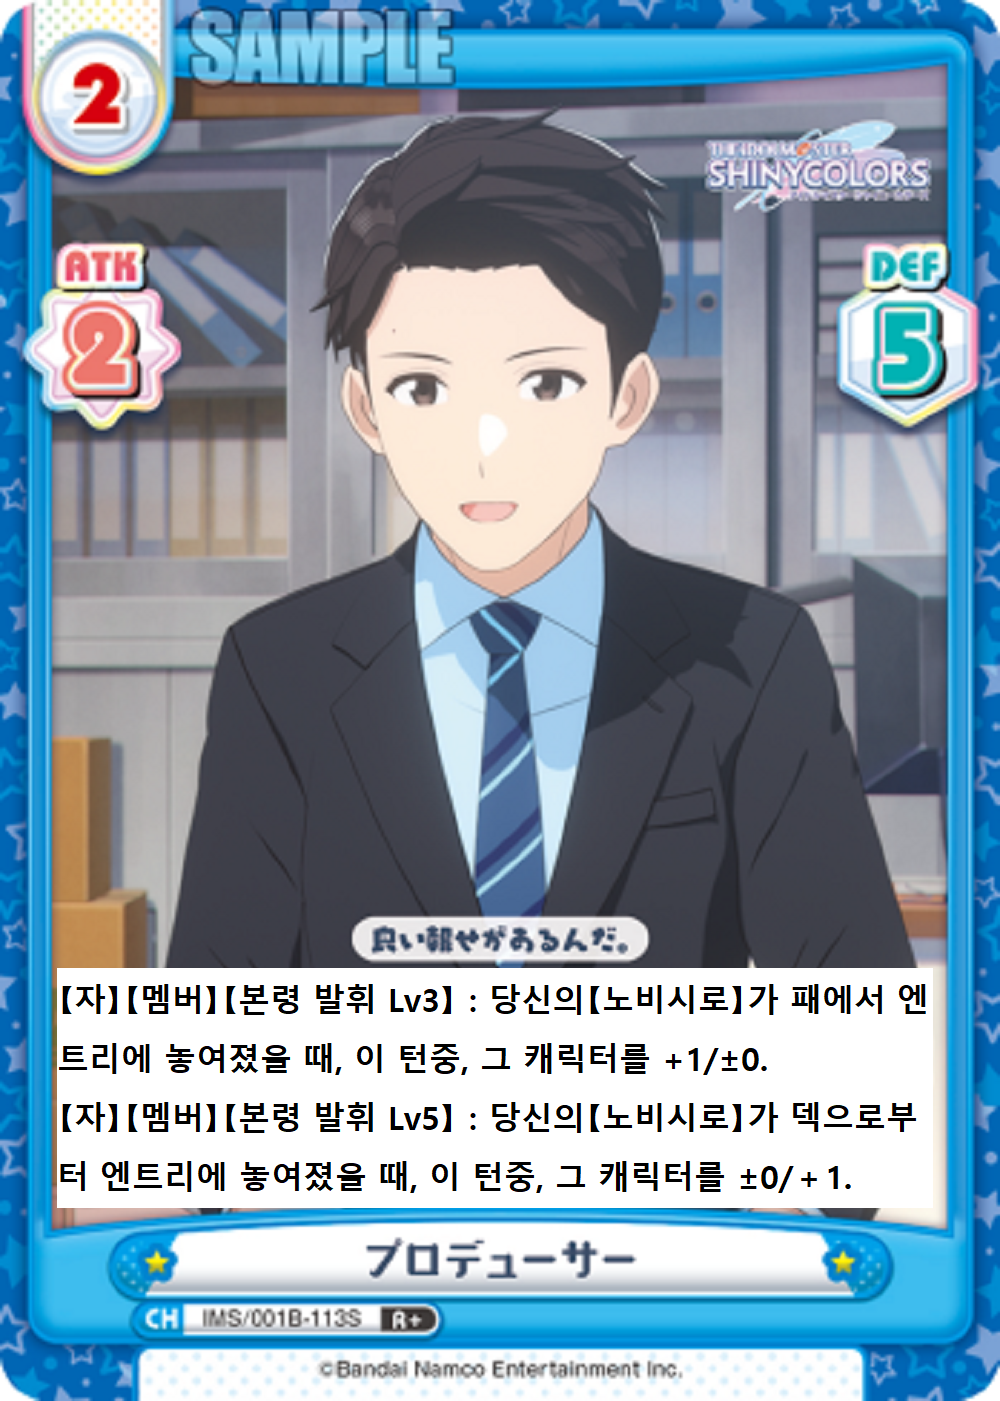 SAMPLE
2
THE IDOLM@STER
SHINYCOLORS
ATK
2
DEF
5
良い報せがあるんだ。
【자】【멤버】【본령 발휘 Lv3】 : 당신의【노비시로】가 패에서 엔
트리에 놓여졌을 때, 이 턴중, 그 캐릭터를 +1/±0.
【자】【멤버】【본령 발휘 Lv5】 : 당신의【노비시로】가 덱으로부
터 엔트리에 놓여졌을 때, 이 턴중, 그 캐릭터를 ±0/+1.
プロデューサー
CH IMS/001B-113S R+
©Bandai Namco Entertainment Inc.